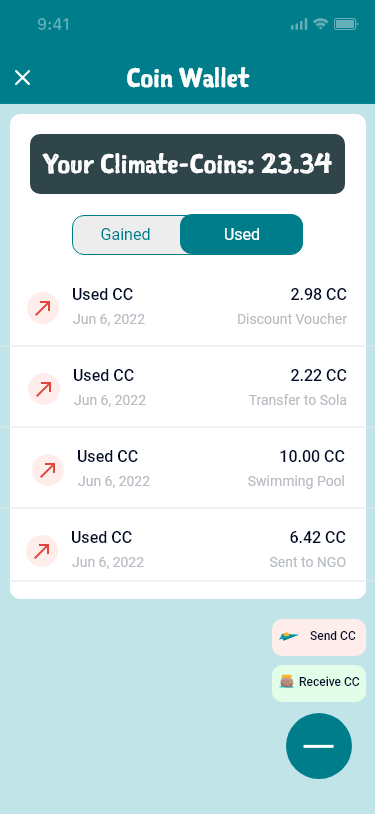 9:41
Coin Wallet
Your Climate-Coins: 23.34
Gained Used
Used CC 2.98 CC
Jun 6, 2022 Discount Voucher
Used CC 2.22 CC
Jun 6, 2022 Transfer to Sola
Used CC 10.00 CC
Jun 6, 2022 Swimming Pool
Used CC 6.42 CC
Jun 6, 2022 Sent to NGO
Send CC
Receive CC